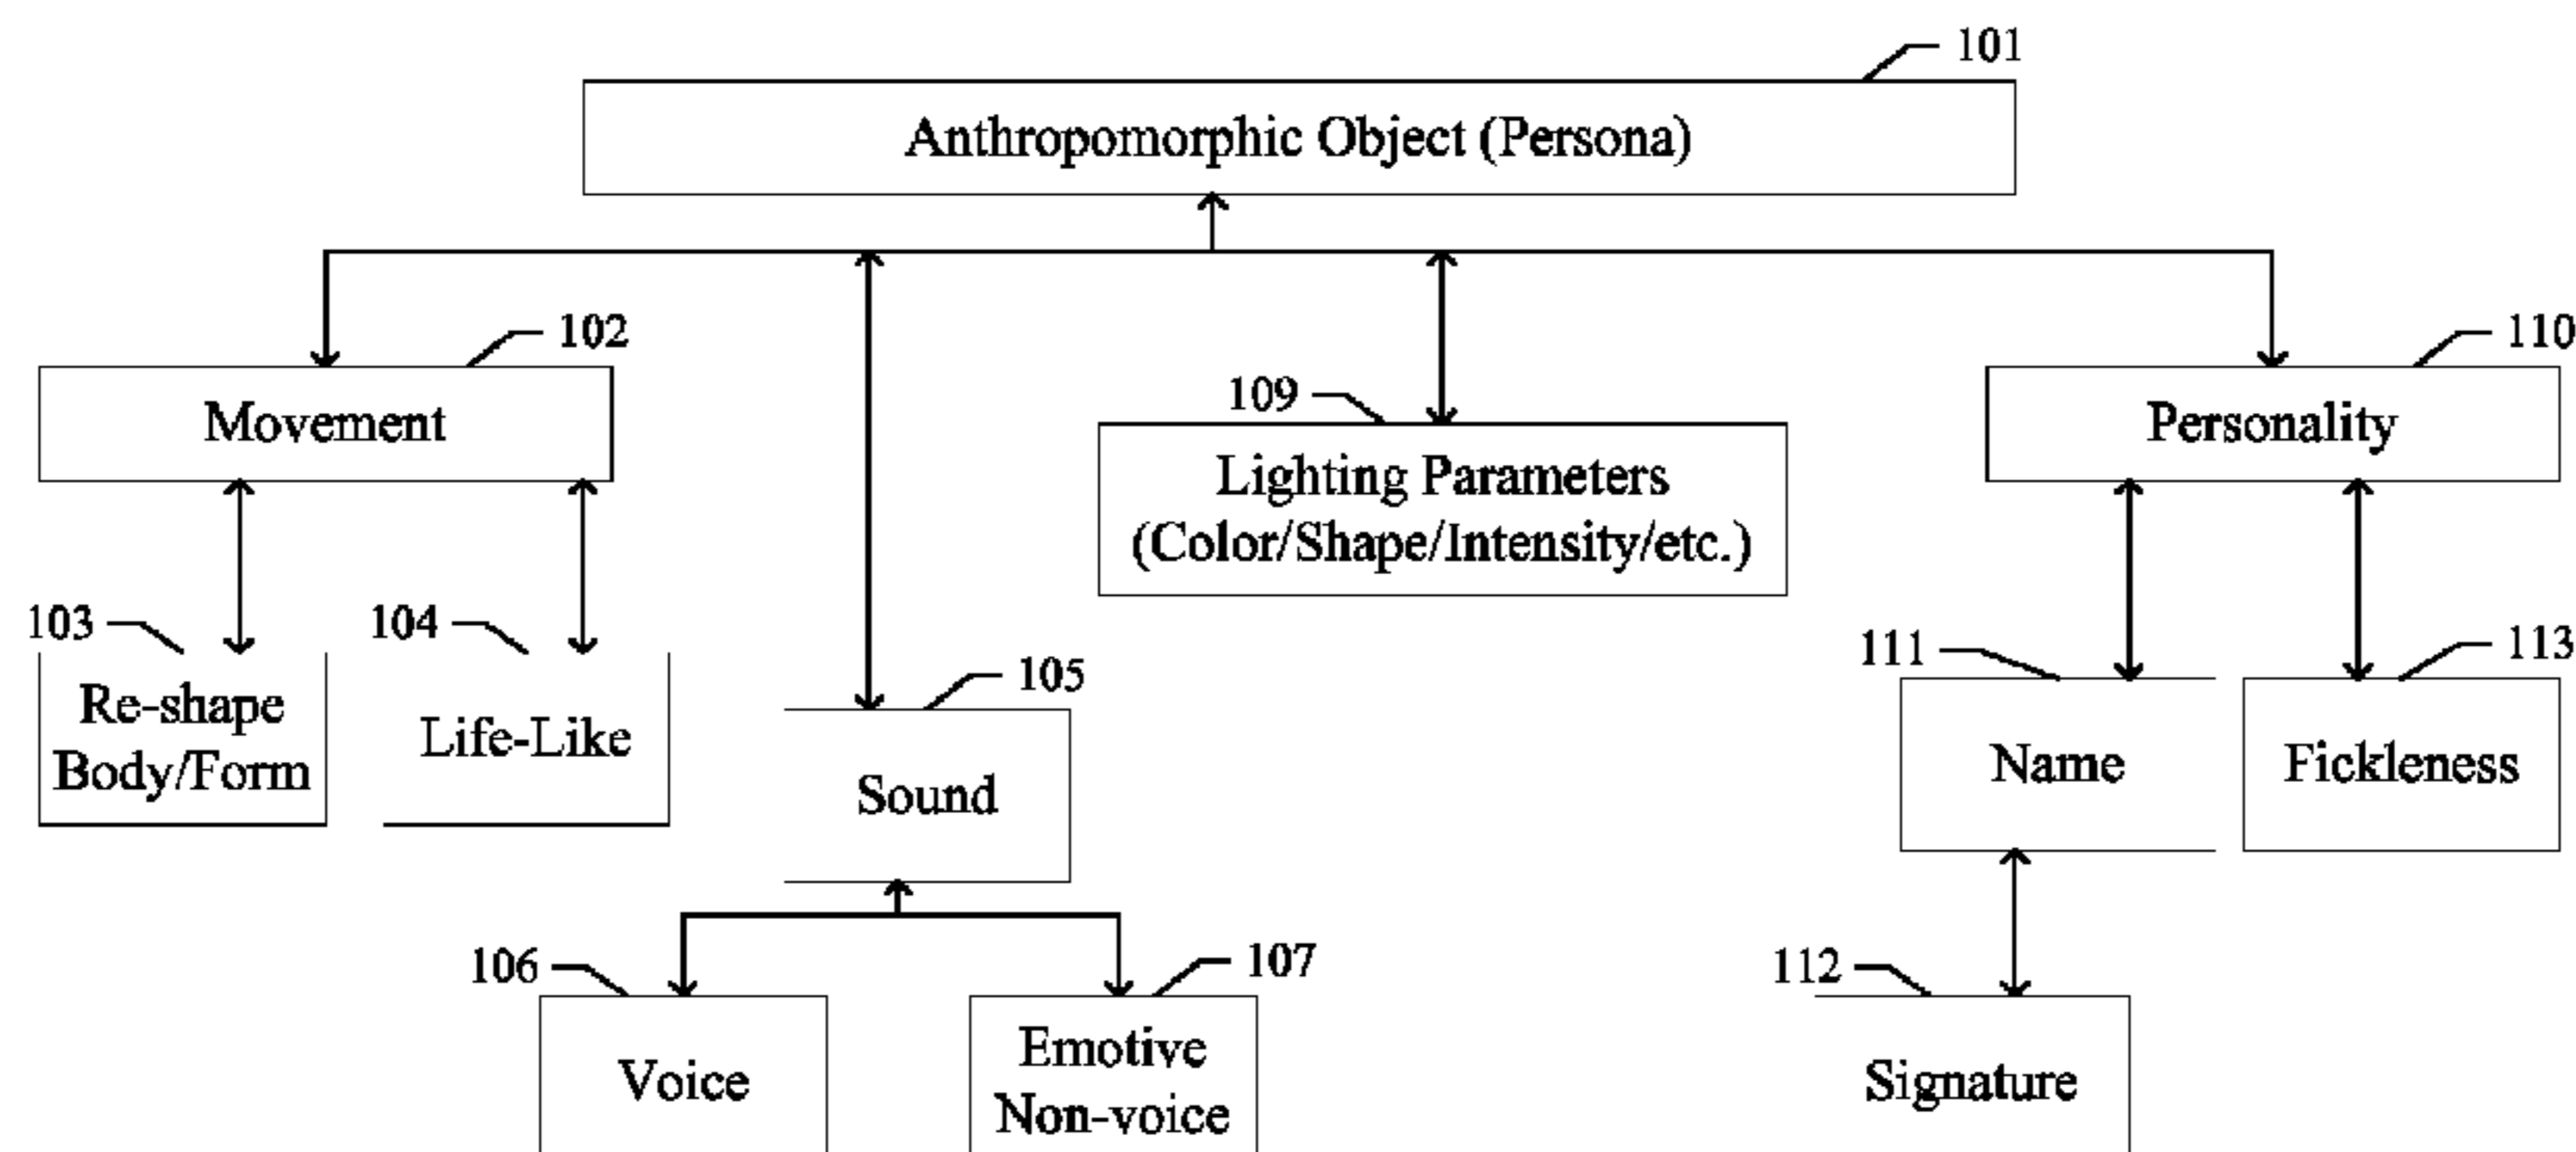 101
Anthropomorphic Object (Persona)
102
Movement
110
Personality
109
Lighting Parameters
(Color/Shape/Intensity/etc.)
103
Re-shape
Body/Form
104
Life-Like
105
Sound
111
Name
113
Fickleness
106
Voice
107
Emotive
Non-voice
112
Signature